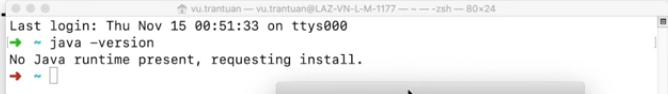 vu.trantuan — vu.trantuan@LAZ-VN-L-M-1177 — ~ — -zsh — 80×24
Last login: Thu Nov 15 00:51:33 on ttys000
➜ ~ java -version
No Java runtime present, requesting install.
➜ ~